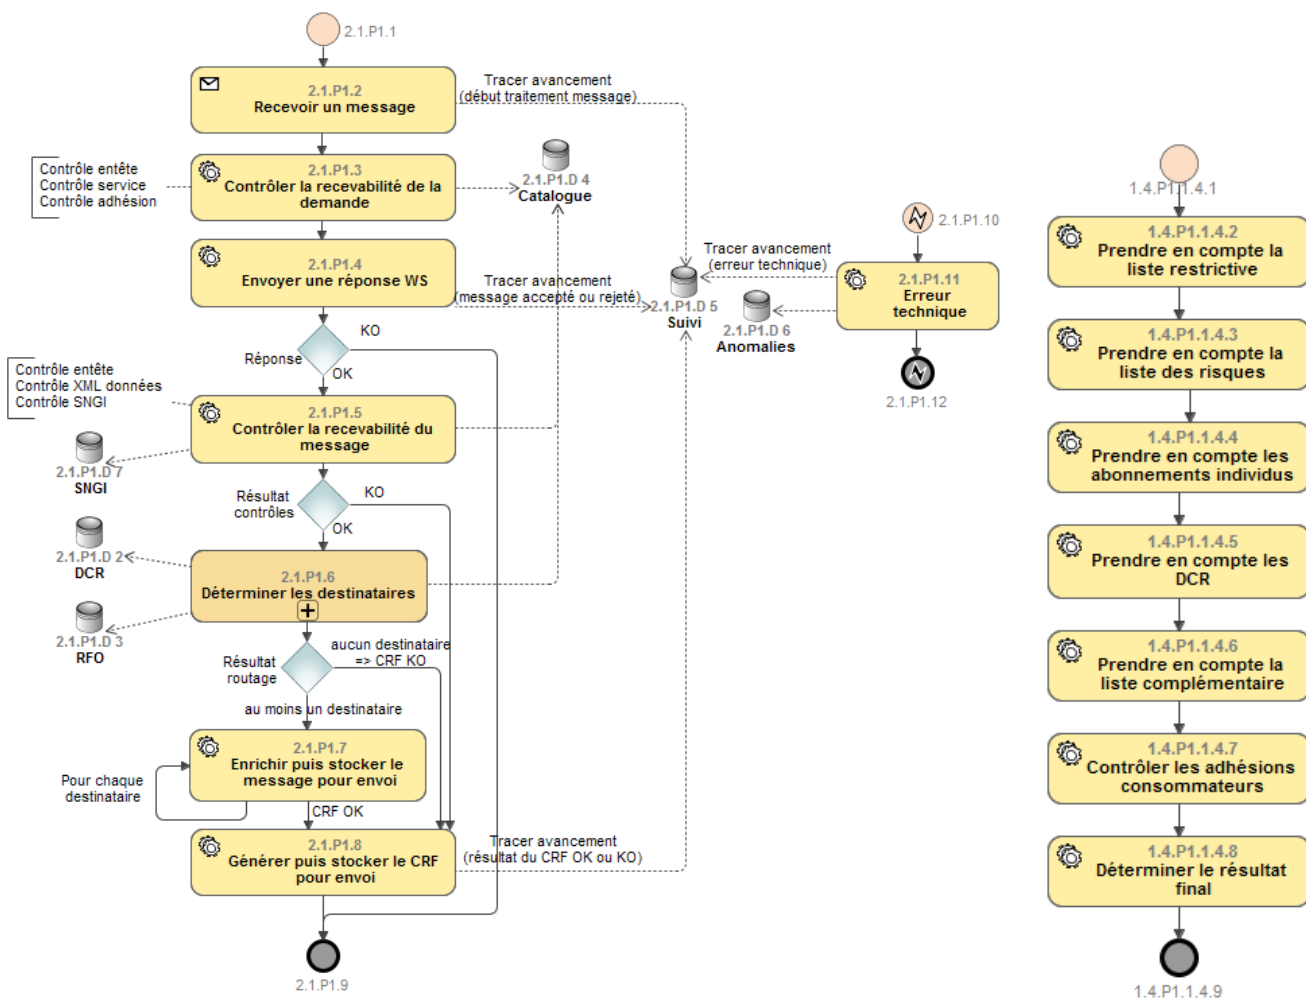 2.1.P1.1
2.1.P1.2
Recevoir un message
Tracer avancement
(début traitement message)
Contrôle entête
Contrôle service
Contrôle adhésion
2.1.P1.3
Contrôler la recevabilité de la
demande
2.1.P1.D 4
Catalogue
2.1.P1.4
Envoyer une réponse WS
Tracer avancement
(message accepté ou rejeté)
Réponse
KO
OK
Contrôle entête
Contrôle XML données
Contrôle SNGI
2.1.P1.5
Contrôler la recevabilité du
message
2.1.P1.D 7
SNGI
Résultat
contrôles
KO
OK
2.1.P1.D 2
DCR
2.1.P1.6
Déterminer les destinataires
2.1.P1.D 3
RFO
Résultat
routage
aucun destinataire
=> CRF KO
au moins un destinataire
2.1.P1.7
Enrichir puis stocker le
message pour envoi
Pour chaque
destinataire
CRF OK
2.1.P1.8
Générer puis stocker le CRF
pour envoi
Tracer avancement
(résultat du CRF OK ou KO)
2.1.P1.9
2.1.P1.10
Tracer avancement
(erreur technique)
2.1.P1.11
Erreur
technique
2.1.P1.D 5
Suivi
2.1.P1.D 6
Anomalies
2.1.P1.12
1.4.P1.1.4.1
1.4.P1.1.4.2
Prendre en compte la
liste restrictive
1.4.P1.1.4.3
Prendre en compte la
liste des risques
1.4.P1.1.4.4
Prendre en compte les
abonnements individus
1.4.P1.1.4.5
Prendre en compte les
DCR
1.4.P1.1.4.6
Prendre en compte la
liste complémentaire
1.4.P1.1.4.7
Contrôler les adhésions
consommateurs
1.4.P1.1.4.8
Déterminer le résultat
final
1.4.P1.1.4.9